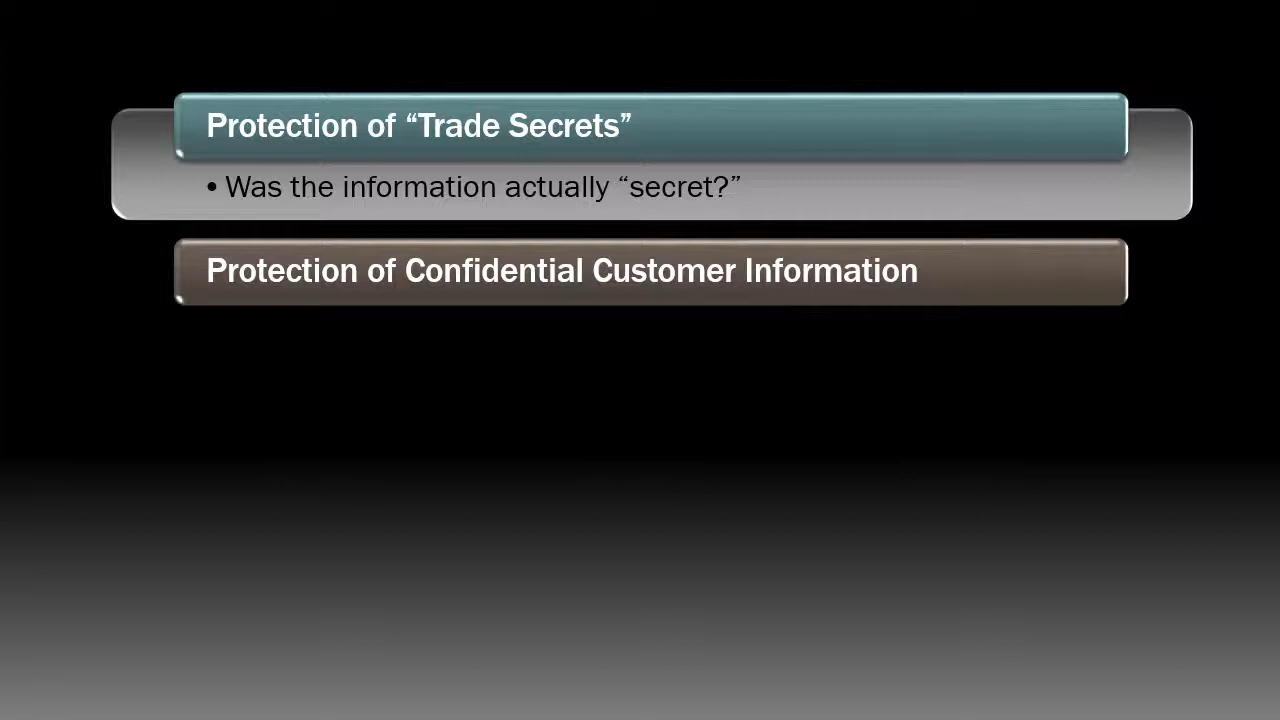 Protection of “Trade Secrets”
• Was the information actually “secret?”
Protection of Confidential Customer Information